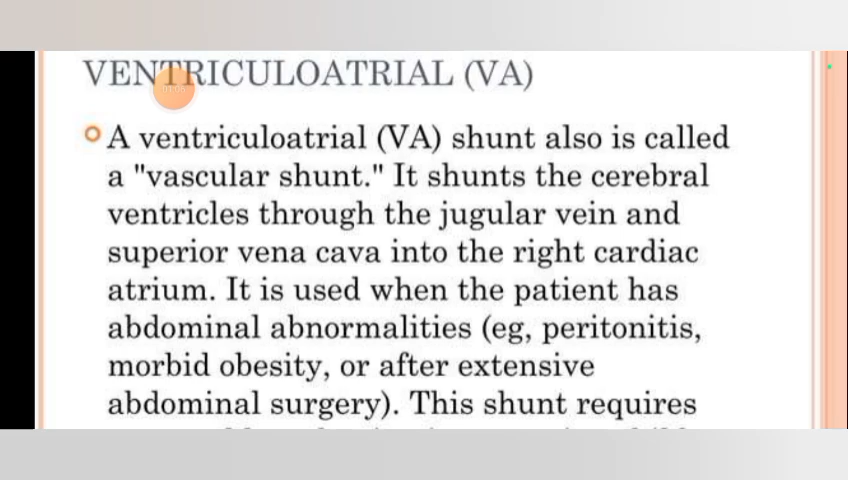 VENTRICULOATRIAL (VA)
01:06
A ventriculoatrial (VA) shunt also is called
a "vascular shunt." It shunts the cerebral
ventricles through the jugular vein and
superior vena cava into the right cardiac
atrium. It is used when the patient has
abdominal abnormalities (eg, peritonitis,
morbid obesity, or after extensive
abdominal surgery). This shunt requires